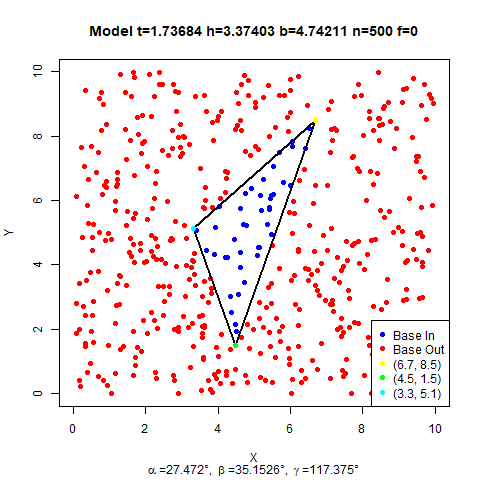 Model t=1.73684 h=3.37403 b=4.74211 n=500 f=0
10
8
6
Y
4
2
0
Base In
Base Out
(6.7, 8.5)
(4.5, 1.5)
(3.3, 5.1)
0 2 4 6 8 10
X
α =27.472°, β =35.1526°, γ =117.375°